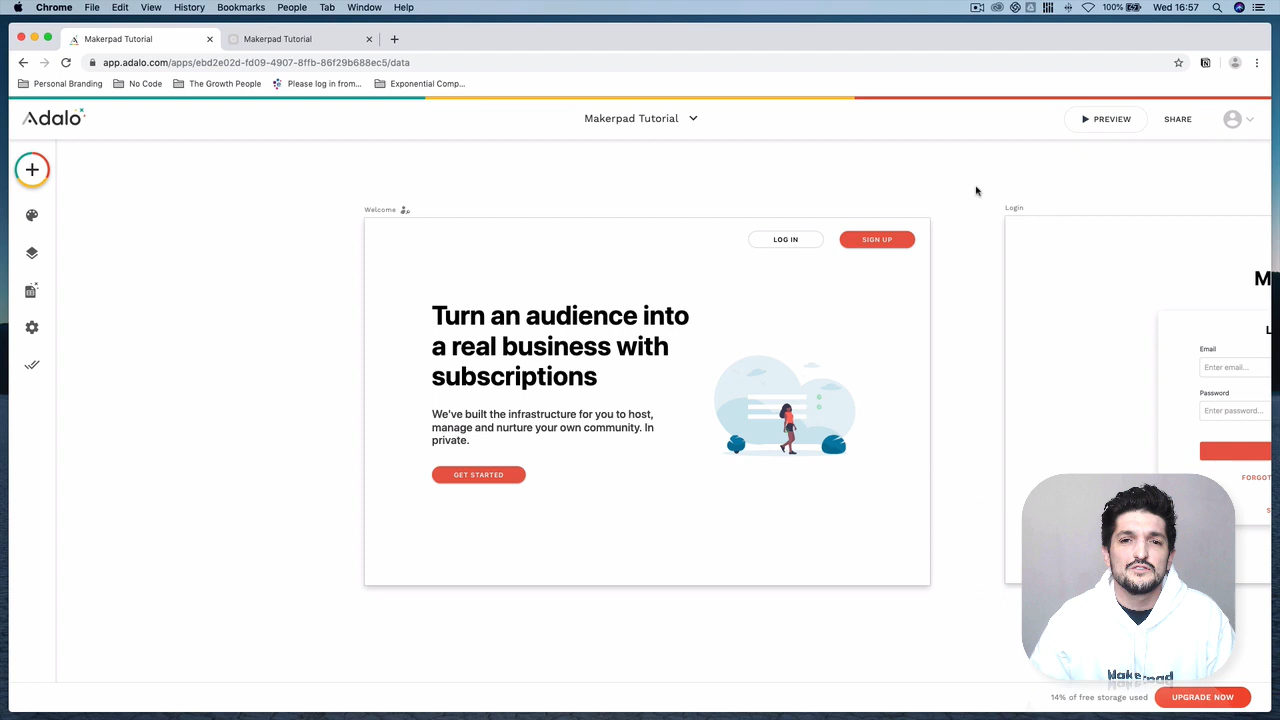 Chrome File Edit View History Bookmarks People Tab Window Help 100% Wed 16:57
Makerpad Tutorial Makerpad Tutorial
app.adalo.com/apps/ebd2e02d-fd09-4907-8ffb-86f29b688ec5/data
Personal Branding No Code The Growth People Please log in from... Exponential Comp...
Adalo Makerpad Tutorial PREVIEW SHARE
Welcome Login
LOG IN SIGN UP
Turn an audience into
a real business with
subscriptions
We've built the infrastructure for you to host,
manage and nurture your own community. In
private.
GET STARTED
M
L
Email
Enter email...
Password
Enter password...
FORGOT
S
Makerpad
14% of free storage used UPGRADE NOW